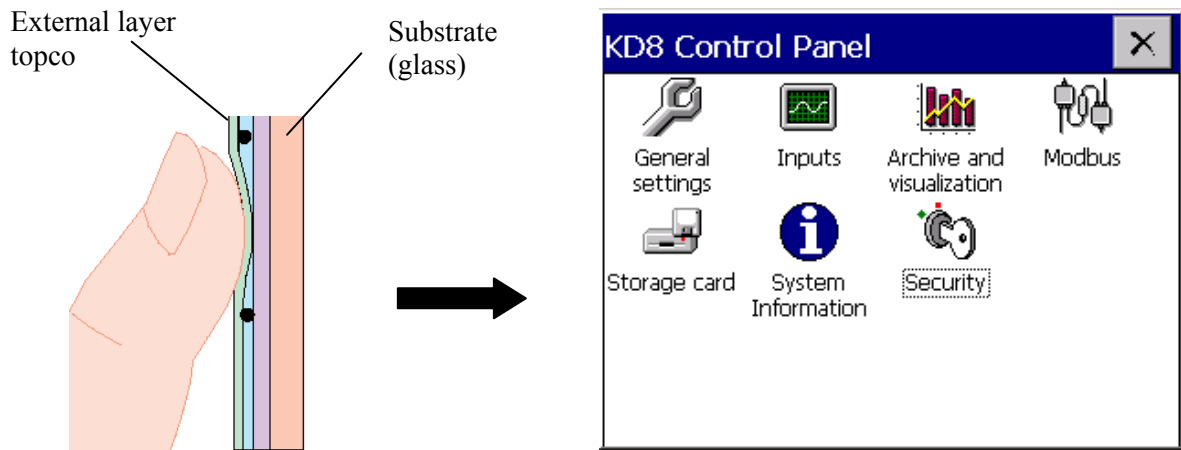 External layer
topco
Substrate
(glass)
KD8 Control Panel
General
settings
Inputs
Archive and
visualization
Modbus
Storage card
System
Information
Security